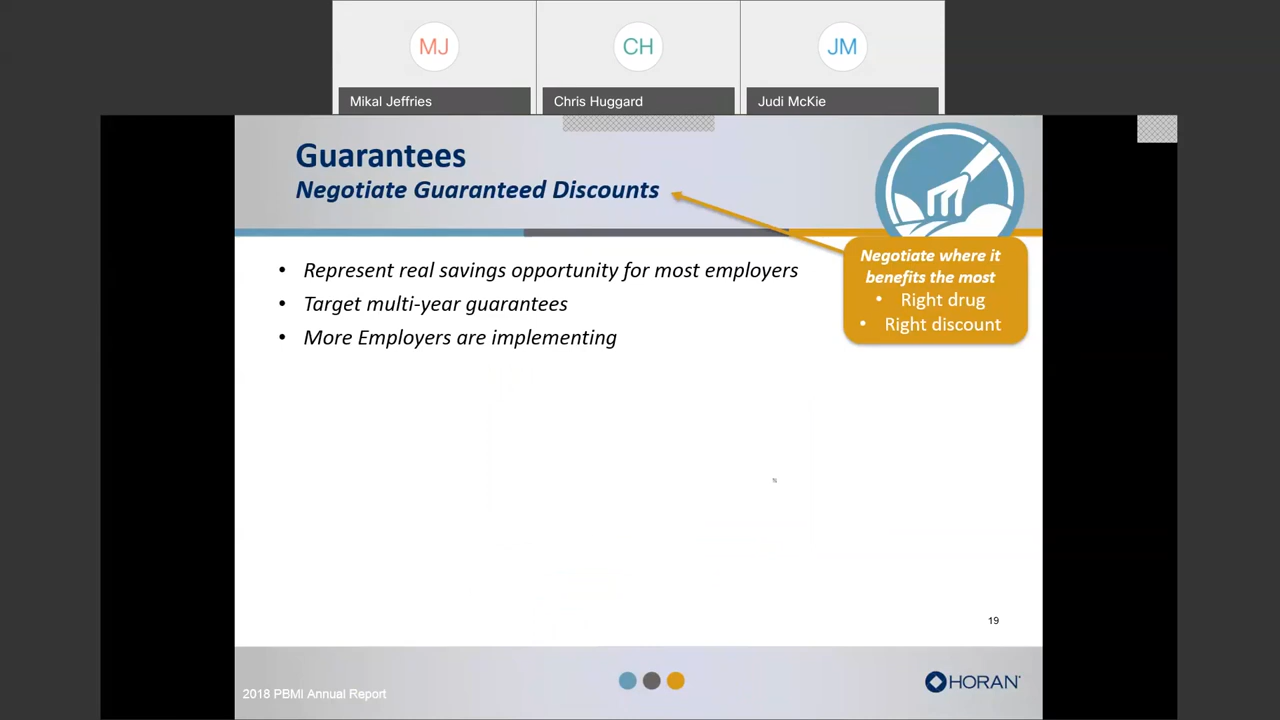 MJ
CH
JM
Mikal Jeffries
Chris Huggard
Judi McKie
Guarantees
Negotiate Guaranteed Discounts
Negotiate where it
benefits the most
• Right drug
• Right discount
• Represent real savings opportunity for most employers
• Target multi-year guarantees
• More Employers are implementing
19
2018 PBMI Annual Report
HORAN